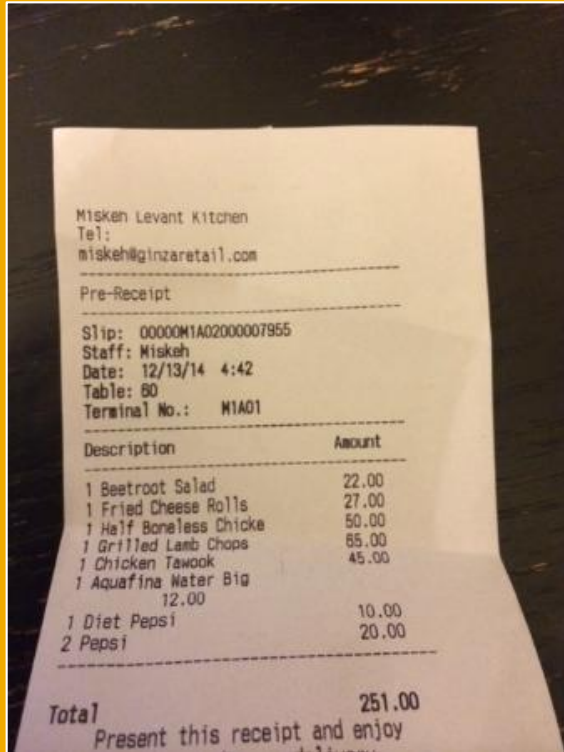 Misken Levant Kitchen
Tel:
miskeh@ginzaretail.com
Pre-Receipt
Slip: 00000M1A02000007955
Staff: Miskeh
Date: 12/13/14 4:42
Table: 60
Terminal No.: M1A01
Description Amount
1 Beetroot Salad 22.00
1 Fried Cheese Rolls 27.00
1 Half Boneless Chicke 50.00
1 Grilled Lamb Chops 65.00
1 Chicken Tawook 45.00
1 Aquafina Water Big
12.00
1 Diet Pepsi 10.00
2 Pepsi 20.00
Total 251.00
Present this receipt and enjoy
delivery